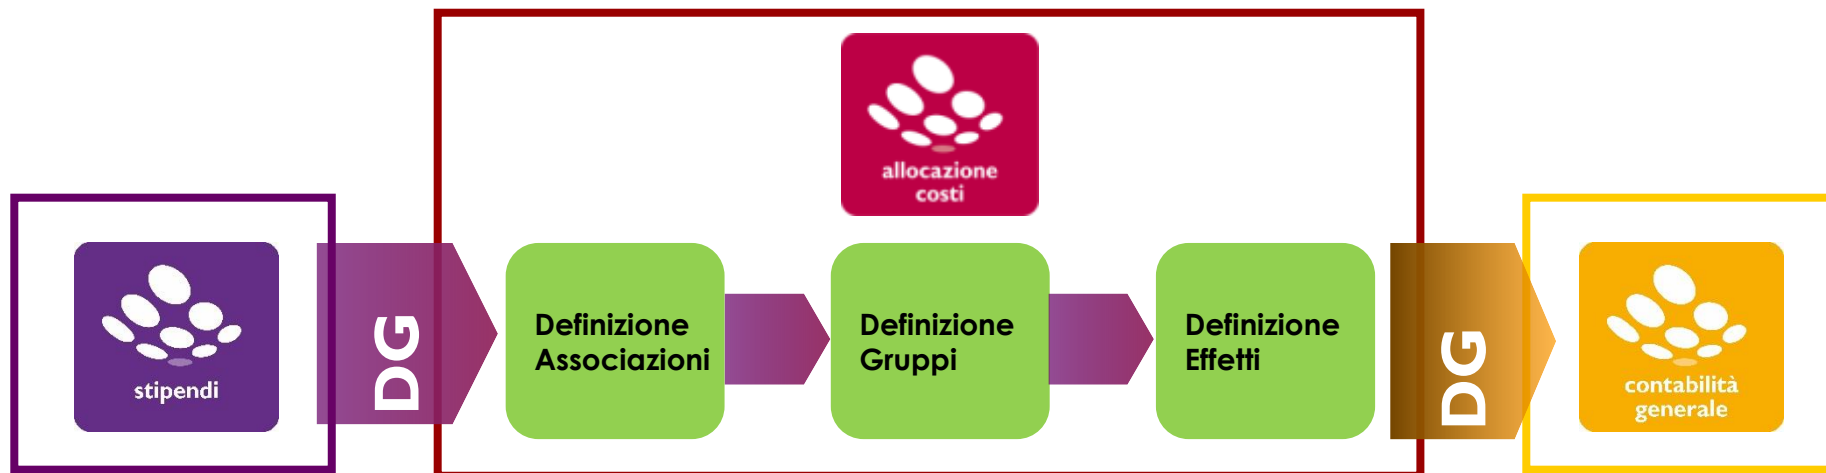 allocazione
costi
stipendi
DG
Definizione
Associazioni
Definizione
Gruppi
Definizione
Effetti
DG
contabilità
generale